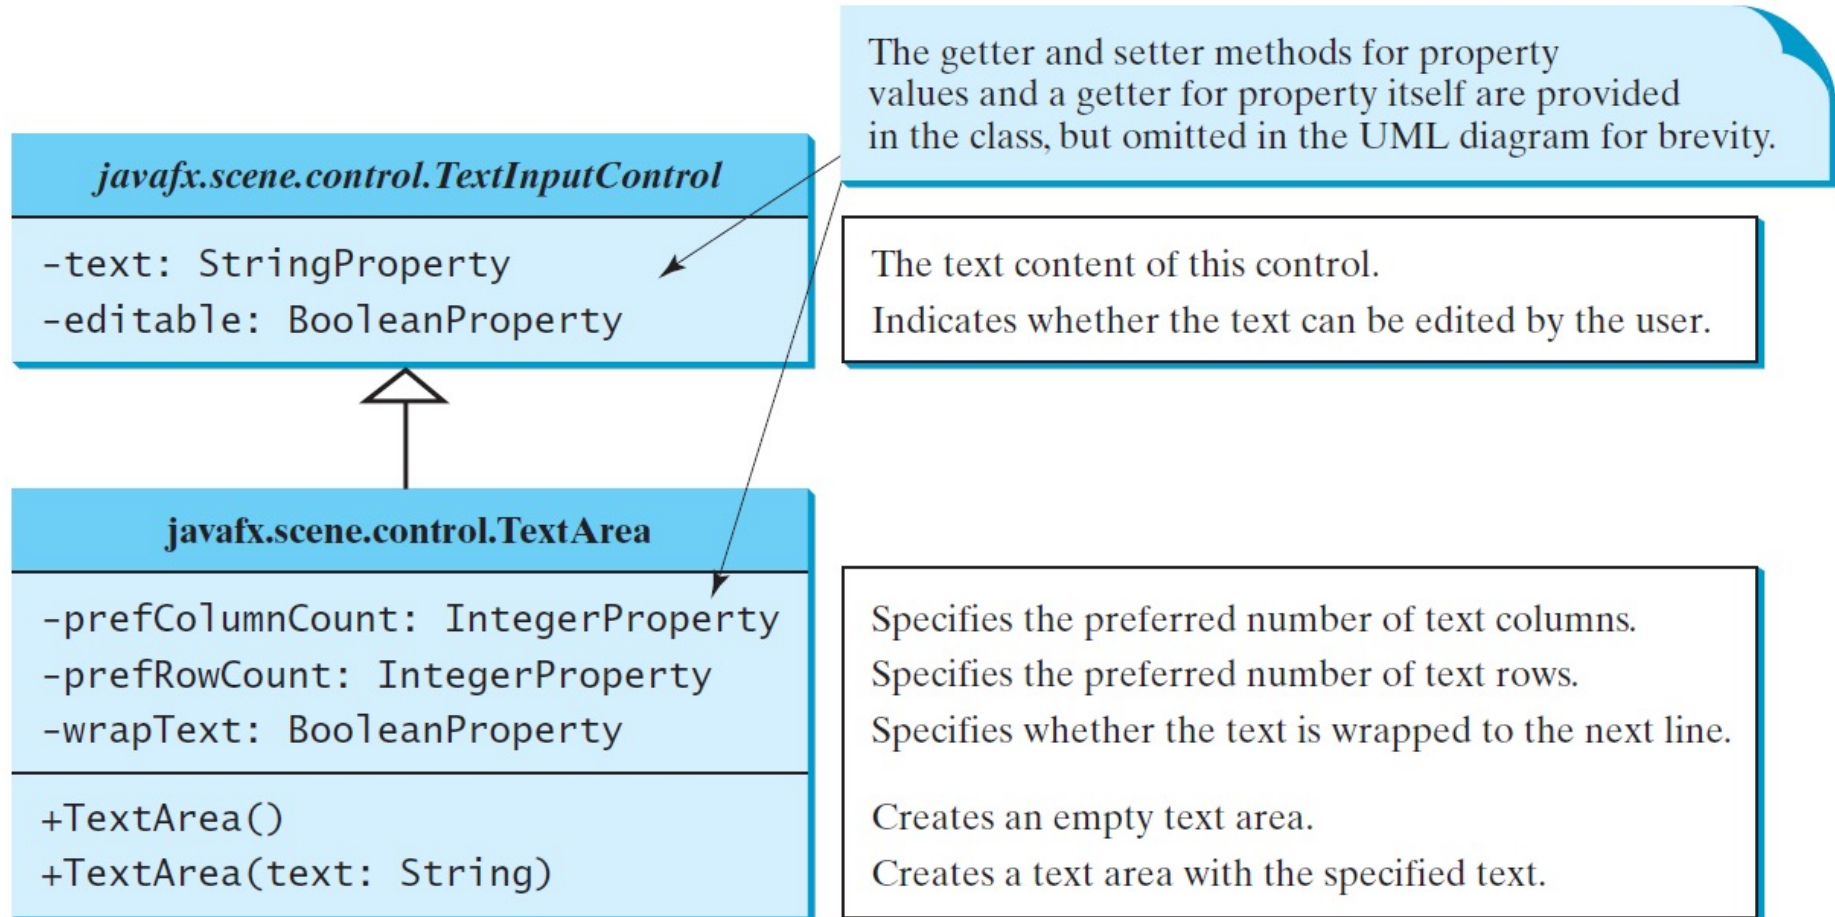 The getter and setter methods for property
values and a getter for property itself are provided
in the class, but omitted in the UML diagram for brevity.
javafx.scene.control.TextInputControl
-text: StringProperty
The text content of this control.
-editable: BooleanProperty
Indicates whether the text can be edited by the user.
javafx.scene.control.TextArea
-prefColumnCount: IntegerProperty
Specifies the preferred number of text columns.
-prefRowCount: IntegerProperty
Specifies the preferred number of text rows.
-wrapText: BooleanProperty
Specifies whether the text is wrapped to the next line.
+TextArea()
Creates an empty text area.
+TextArea(text: String)
Creates a text area with the specified text.